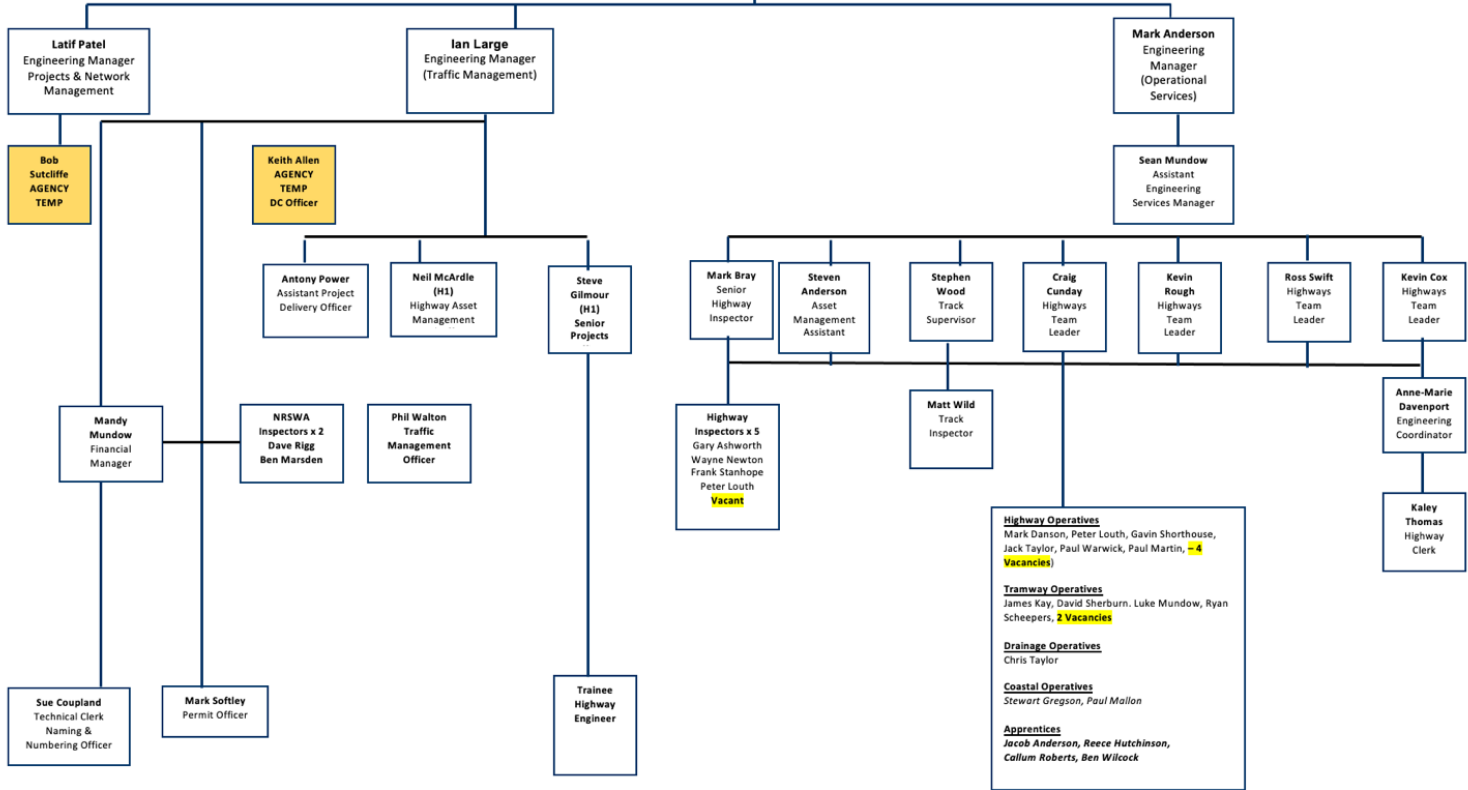 Latif Patel
Engineering Manager
Projects & Network
Management
Ian Large
Engineering Manager
(Traffic Management)
Mark Anderson
Engineering
Manager
(Operational
Services)
Bob
Sutcliffe
AGENCY
TEMP
Keith Allen
AGENCY
TEMP
DC Officer
Sean Mundow
Assistant
Engineering
Services Manager
Antony Power
Assistant Project
Delivery Officer
Neil McArdle
(H1)
Highway Asset
Management
Steve
Gilmour
(H1)
Senior
Projects
Mark Bray
Senior
Highway
Inspector
Steven
Anderson
Asset
Management
Assistant
Stephen
Wood
Track
Supervisor
Craig
Cunday
Highways
Team
Leader
Kevin
Rough
Highways
Team
Leader
Ross Swift
Highways
Team
Leader
Kevin Cox
Highways
Team
Leader
Mandy
Mundow
Financial
Manager
NRSWA
Inspectors x 2
Dave Rigg
Ben Marsden
Phil Walton
Traffic
Management
Officer
Highway
Inspectors x 5
Gary Ashworth
Wayne Newton
Frank Stanhope
Peter Louth
Vacant
Matt Wild
Track
Inspector
Anne-Marie
Davenport
Engineering
Coordinator
Kaley
Thomas
Highway
Clerk
Highway Operatives
Mark Danson, Peter Louth, Gavin Shorthouse,
Jack Taylor, Paul Warwick, Paul Martin, – 4
Vacancies)
Tramway Operatives
James Kay, David Sherburn. Luke Mundow, Ryan
Scheepers, 2 Vacancies
Drainage Operatives
Chris Taylor
Coastal Operatives
Stewart Gregson, Paul Mallon
Apprentices
Jacob Anderson, Reece Hutchinson,
Callum Roberts, Ben Wilcock
Sue Coupland
Technical Clerk
Naming &
Numbering Officer
Mark Softley
Permit Officer
Trainee
Highway
Engineer